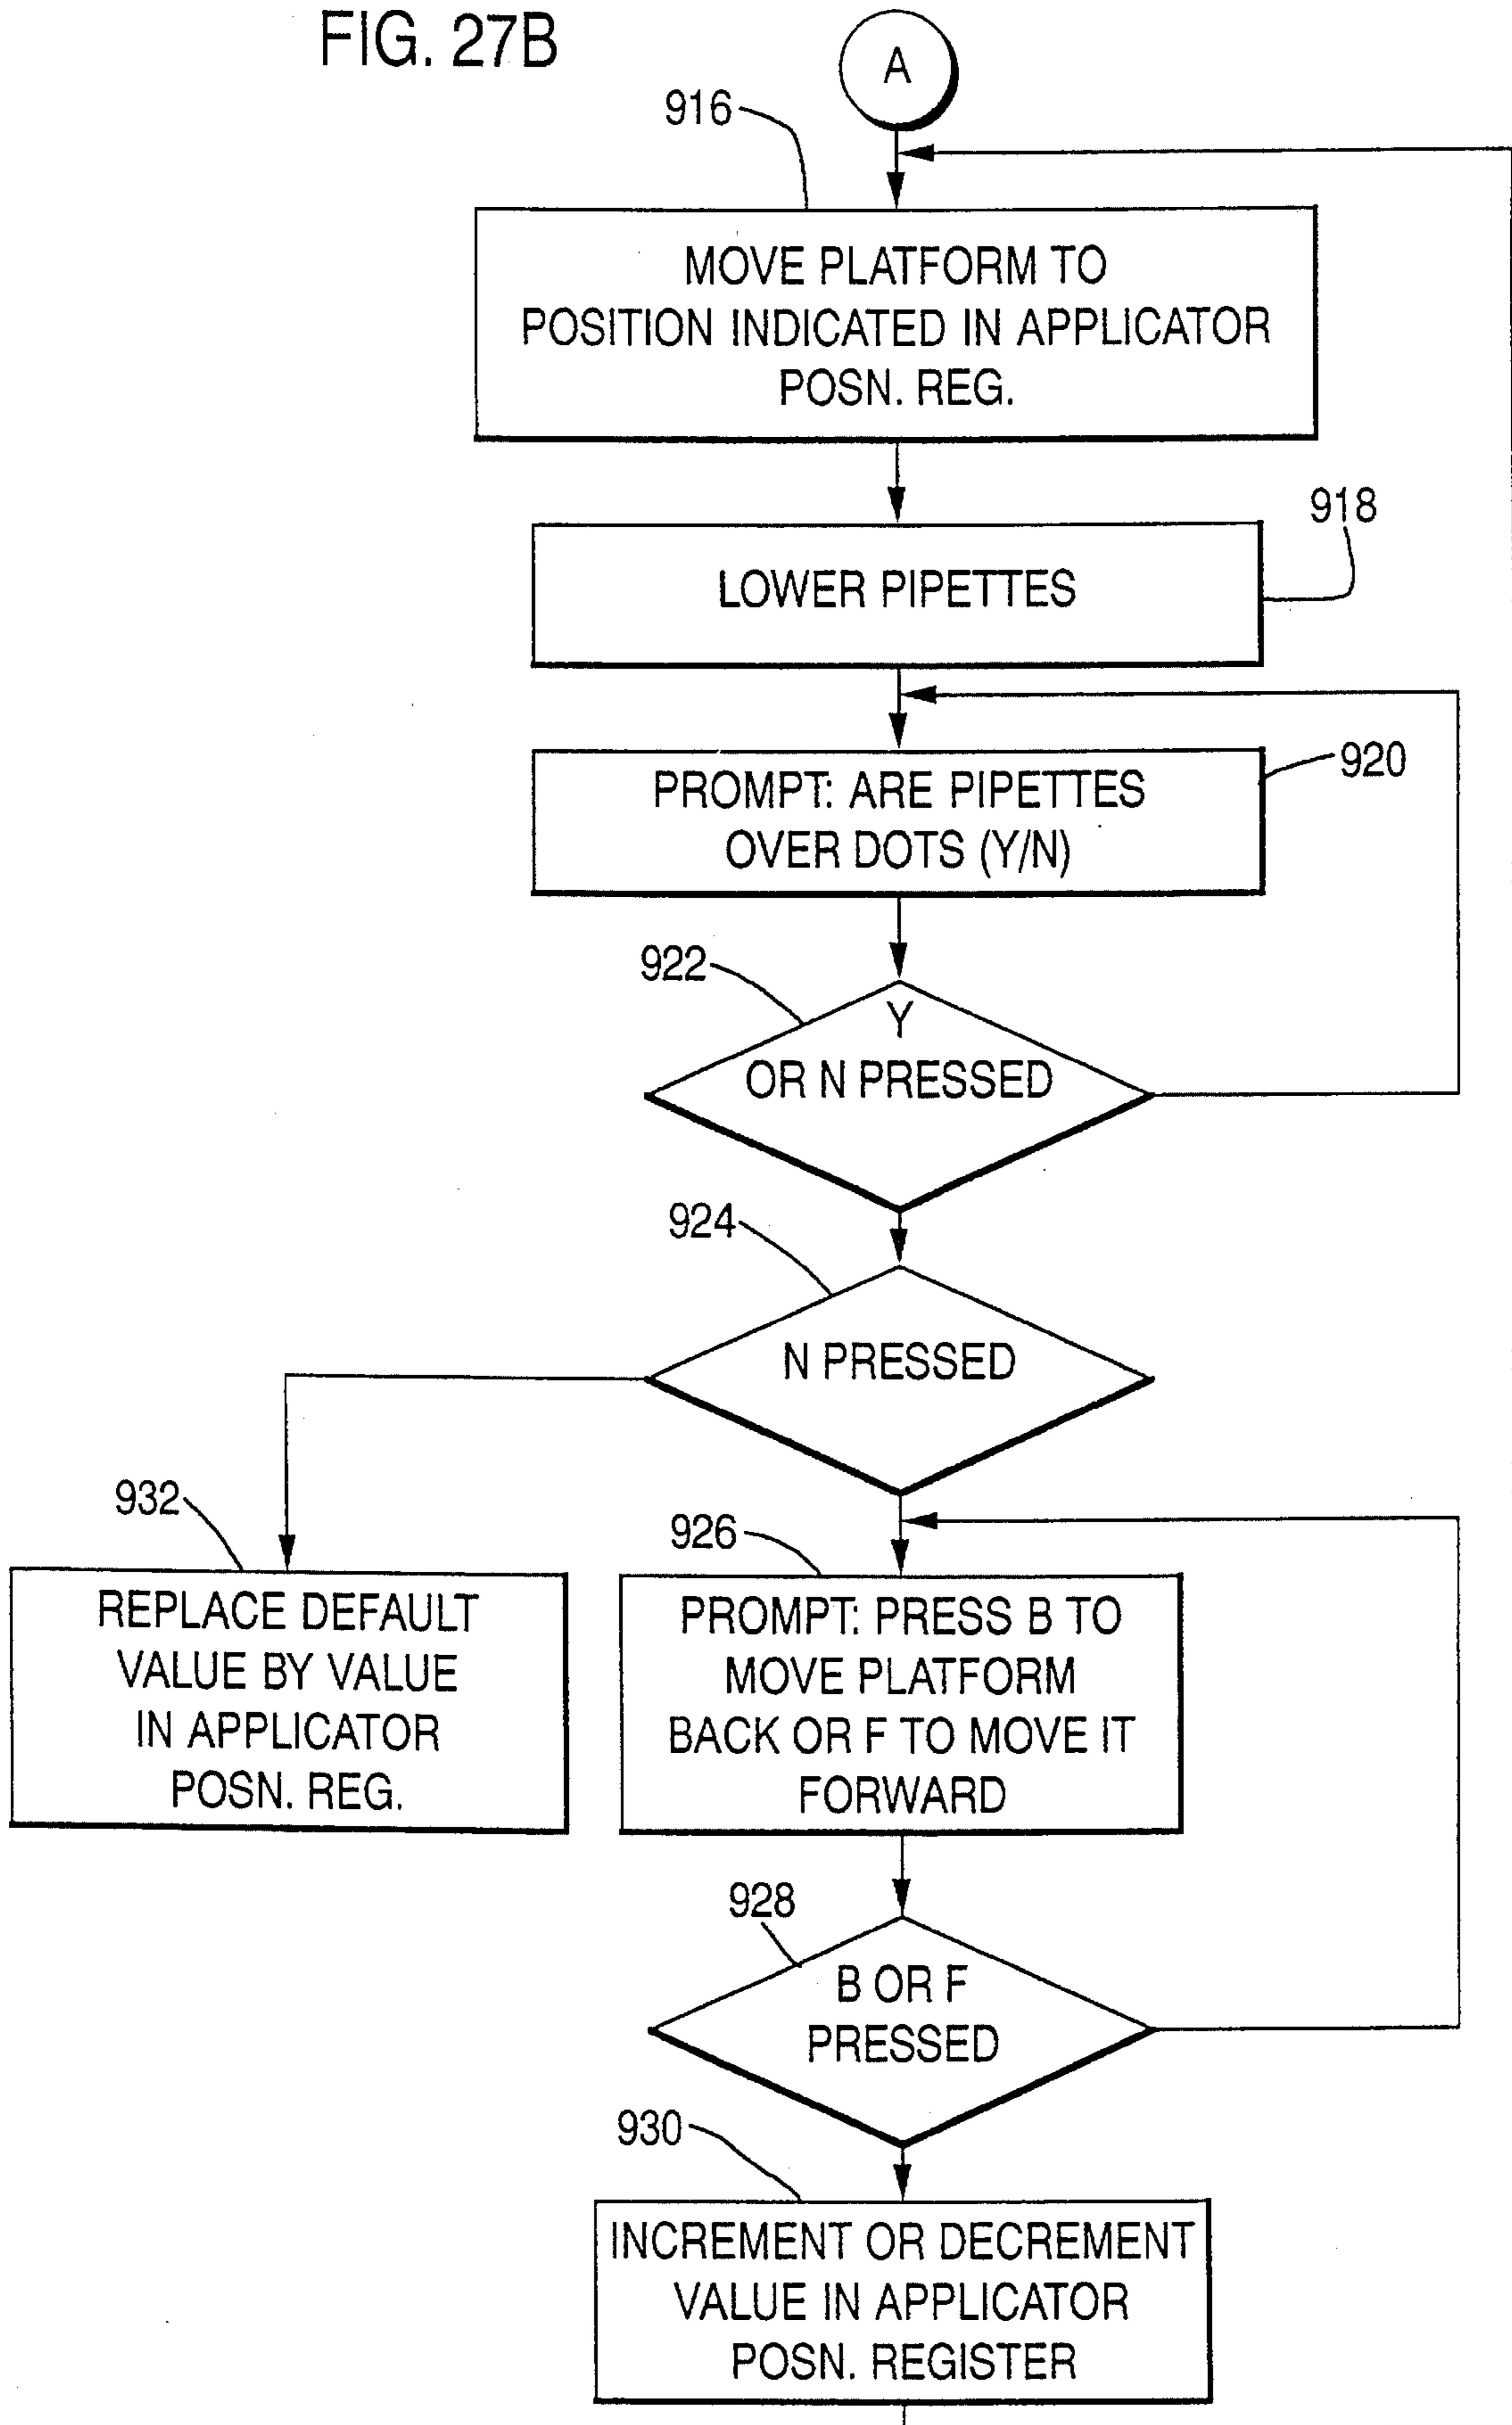 FIG. 27B
A
916
MOVE PLATFORM TO
POSITION INDICATED IN APPLICATOR
POSN. REG.
918
LOWER PIPETTES
920
PROMPT: ARE PIPETTES
OVER DOTS (Y/N)
922
Y
OR N PRESSED
924
N PRESSED
932
REPLACE DEFAULT
VALUE BY VALUE
IN APPLICATOR
POSN. REG.
926
PROMPT: PRESS B TO
MOVE PLATFORM
BACK OR F TO MOVE IT
FORWARD
928
B OR F
PRESSED
930
INCREMENT OR DECREMENT
VALUE IN APPLICATOR
POSN. REGISTER